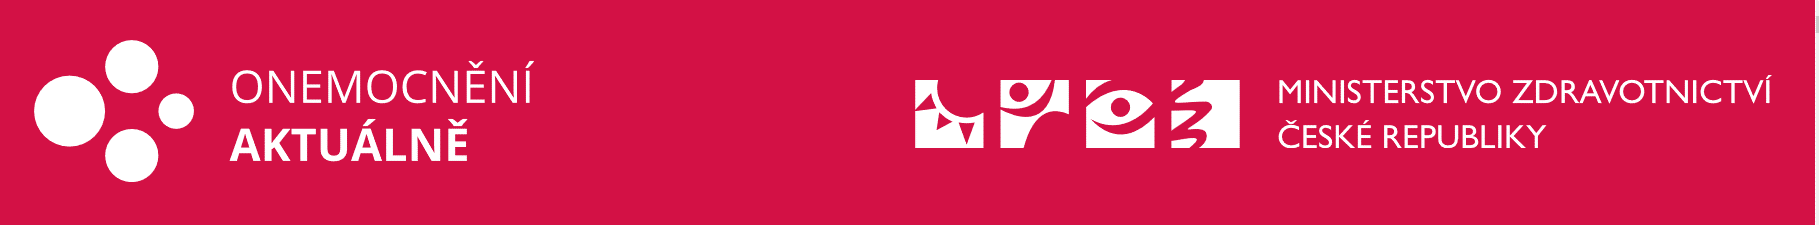 ONEMOCNĚNÍ
AKTUÁLNĚ
MINISTERSTVO ZDRAVOTNICTVÍ
ČESKÉ REPUBLIKY